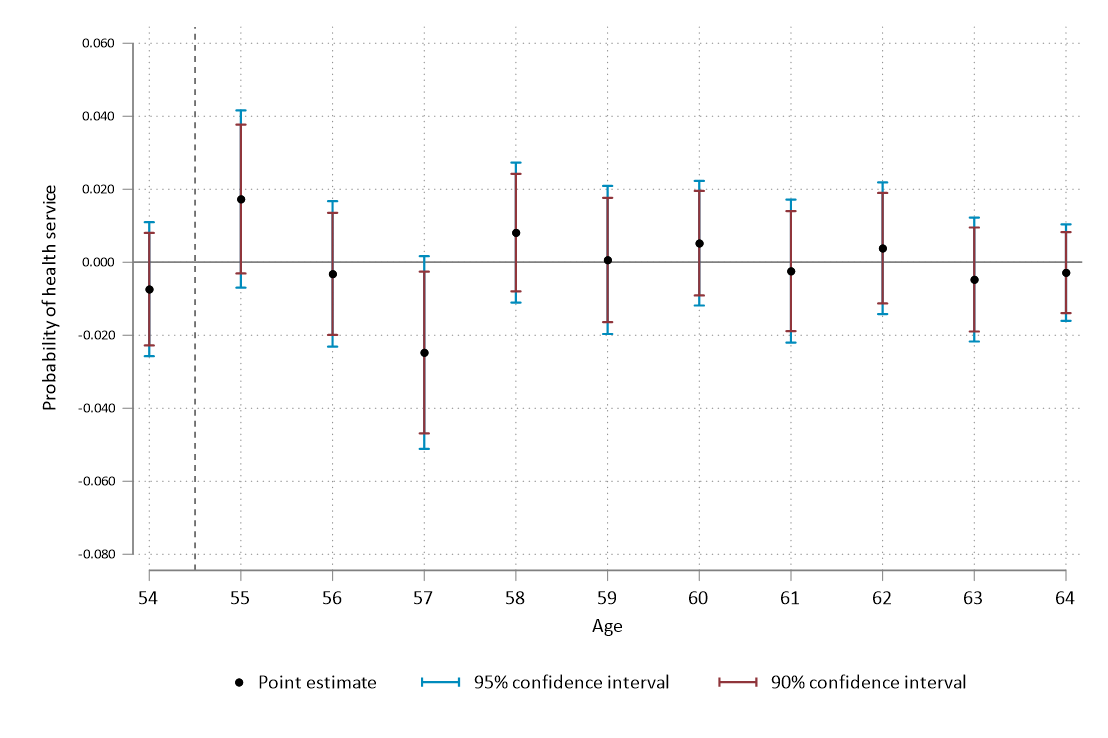 0.060
0.040
0.020
0.000
-0.020
-0.040
-0.060
-0.080
Probability of health service
54 55 56 57 58 59 60 61 62 63 64
Age
Point estimate 95% confidence interval 90% confidence interval